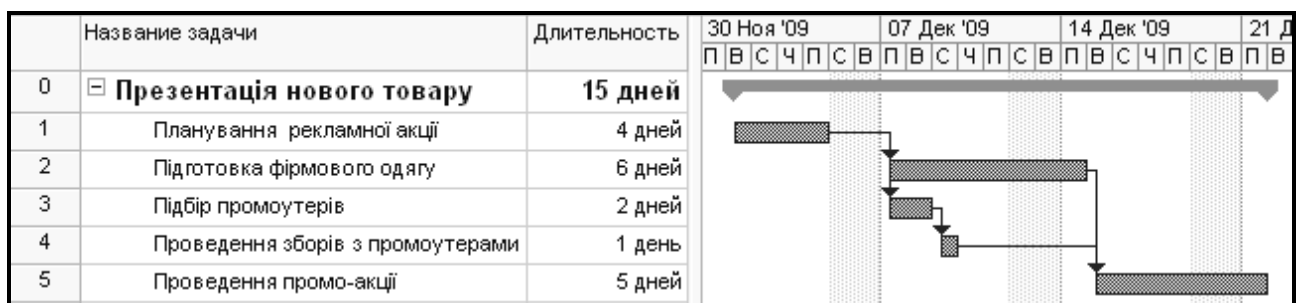 Название задачи Длительность 30 Ноя '09 07 Дек '09 14 Дек '09 21 Д
П В С Ч П С В П В С Ч П С В П В С Ч П С В П В
0 Презентація нового товару 15 дней
1 Планування рекламної акції 4 дней
2 Підготовка фірмового одягу 6 дней
3 Підбір промоутерів 2 дней
4 Проведення зборів з промоутерами 1 день
5 Проведення промо-акції 5 дней